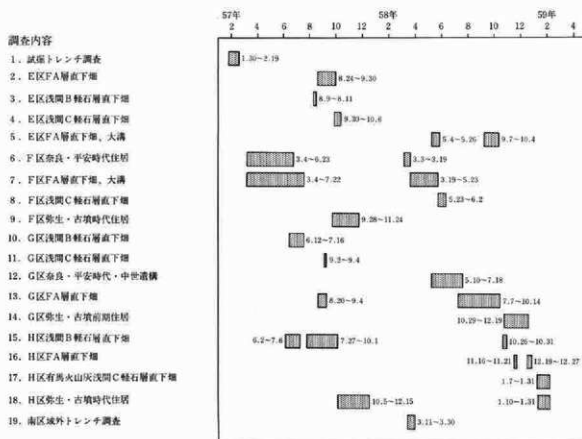 57年 58年 59年
2 4 6 8 10 12 2 4 6 8 10 12 2 4
調査内容
1. 試掘トレンチ調査 1.30~2.19
2. E区FA層直下畑 8.24~9.30
3. E区浅間B軽石層直下畑 8.9~8.11
4. E区浅間C軽石層直下畑 9.30~10.6
5. E区FA層直下畑、大溝 5.4~5.26 9.7~10.4
6. F区奈良・平安時代住居 3.4~6.23 3.3~3.19
7. F区FA層直下畑、大溝 3.4~7.22 3.19~5.25
8. F区浅間C軽石層直下畑 5.23~6.2
9. F区弥生・古墳時代住居 9.28~11.24
10. G区浅間B軽石層直下畑 6.12~7.16
11. G区浅間C軽石層直下畑 9.2~9.4
12. G区奈良・平安時代・中世遺構 5.10~7.18
13. G区FA層直下畑 8.20~9.4 7.7~10.14
14. G区弥生・古墳前期住居 10.29~12.19
15. H区浅間B軽石層直下畑 6.2~7.6 7.27~10.1 10.26~10.31
16. H区FA層直下畑 11.16~11.21 12.18~12.27
17. H区有馬火山灰浅間C軽石層直下畑 1.7~1.31
18. H区弥生・古墳時代住居 10.5~12.15 1.10~1.31
19. 南区域外トレンチ調査 3.11~3.30